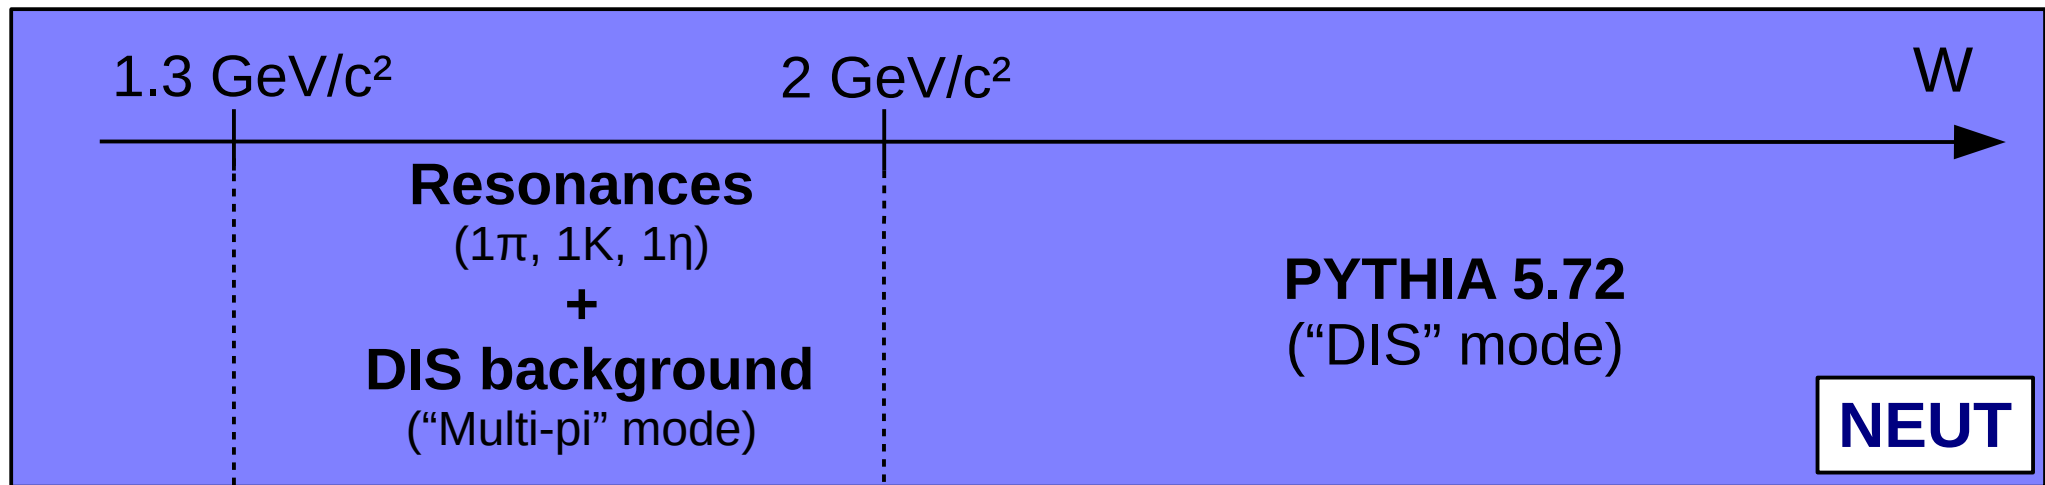 1.3 GeV/c²
2 GeV/c²
W
Resonances
(1π, 1K, 1η)
+
DIS background
(“Multi-pi” mode)
PYTHIA 5.72
(“DIS” mode)
NEUT